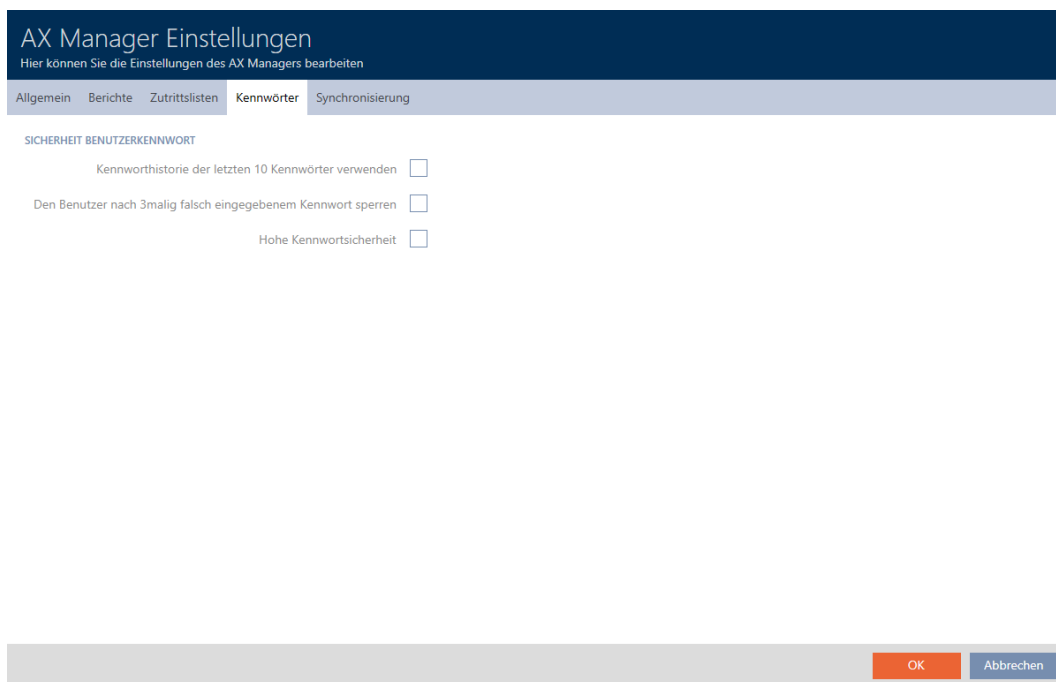 AX Manager Einstellungen
Hier können Sie die Einstellungen des AX Managers bearbeiten
Allgemein Berichte Zutrittslisten Kennwörter Synchronisierung
SICHERHEIT BENUTZERKENNWORT
Kennworthistorie der letzten 10 Kennwörter verwenden
Den Benutzer nach 3malig falsch eingegebenem Kennwort sperren
Hohe Kennwortsicherheit
OK Abbrechen